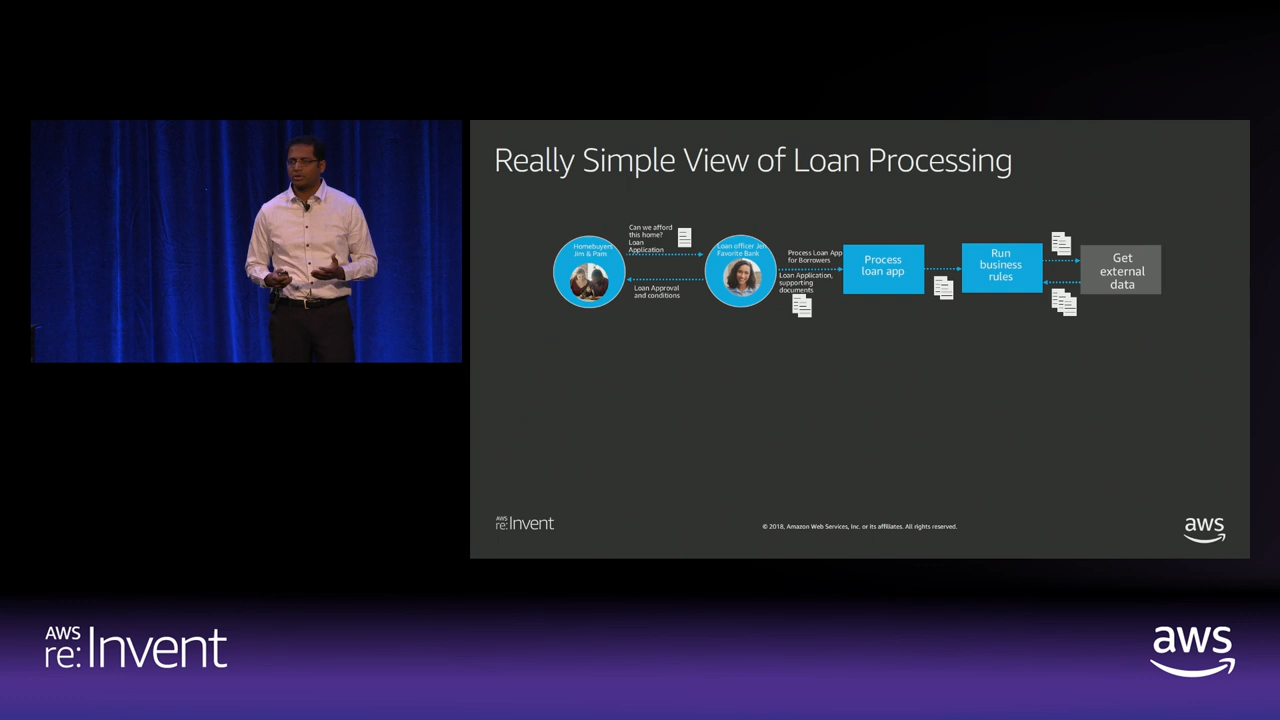 Really Simple View of Loan Processing
Can we afford
this home?
Loan
Application
Homebuyers
Jim & Pam
Loan Approval
and conditions
Loan officer Jen
Favorite Bank
Process Loan App
for Borrowers
Loan Application,
supporting
documents
Process
loan app
Run
business
rules
Get
external
data
AWS
re:Invent
© 2018, Amazon Web Services, Inc. or its affiliates. All rights reserved.
aws
AWS
re:Invent
aws